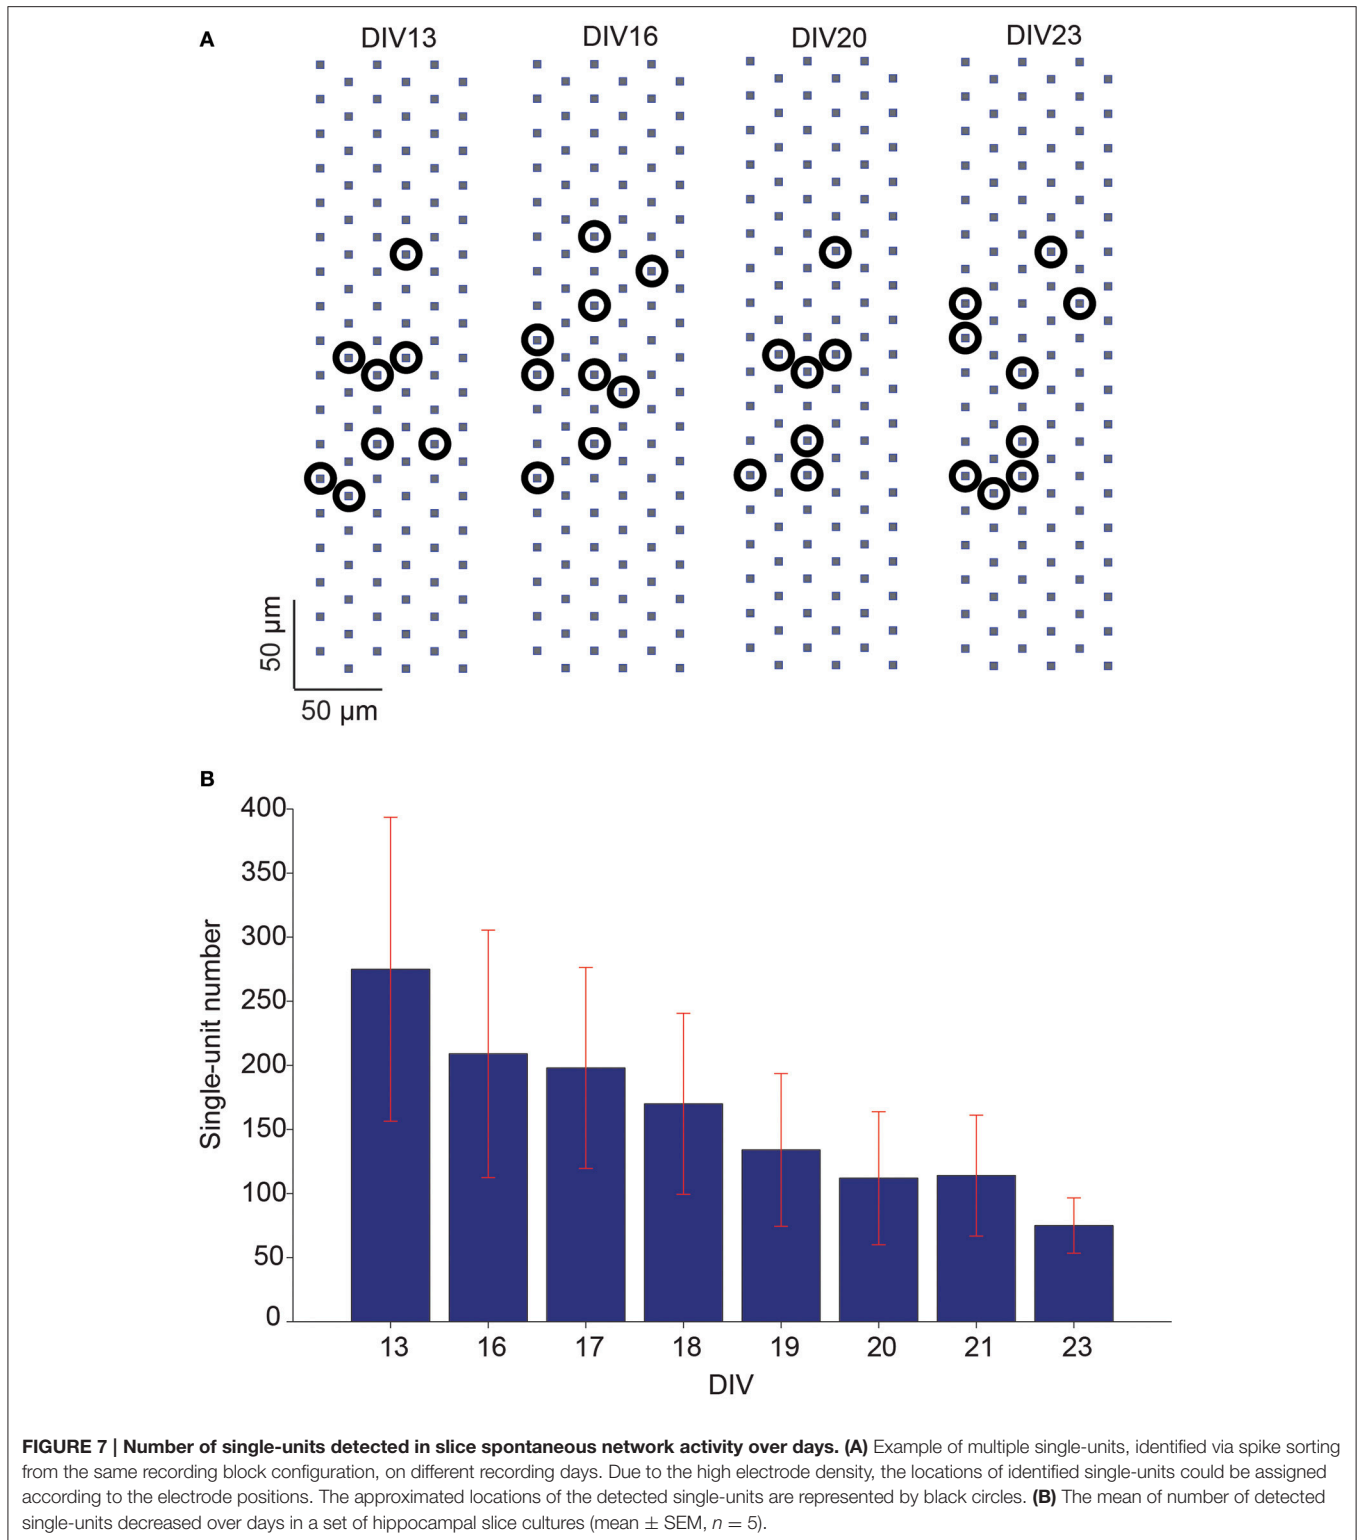 A
DIV13 DIV16 DIV20 DIV23
50 µm
50 µm
B
400
350
300
250
200
150
100
50
0
Single-unit number
13 16 17 18 19 20 21 23
DIV
FIGURE 7 | Number of single-units detected in slice spontaneous network activity over days. (A) Example of multiple single-units, identified via spike sorting
from the same recording block configuration, on different recording days. Due to the high electrode density, the locations of identified single-units could be assigned
according to the electrode positions. The approximated locations of the detected single-units are represented by black circles. (B) The mean of number of detected
single-units decreased over days in a set of hippocampal slice cultures (mean ± SEM, n = 5).